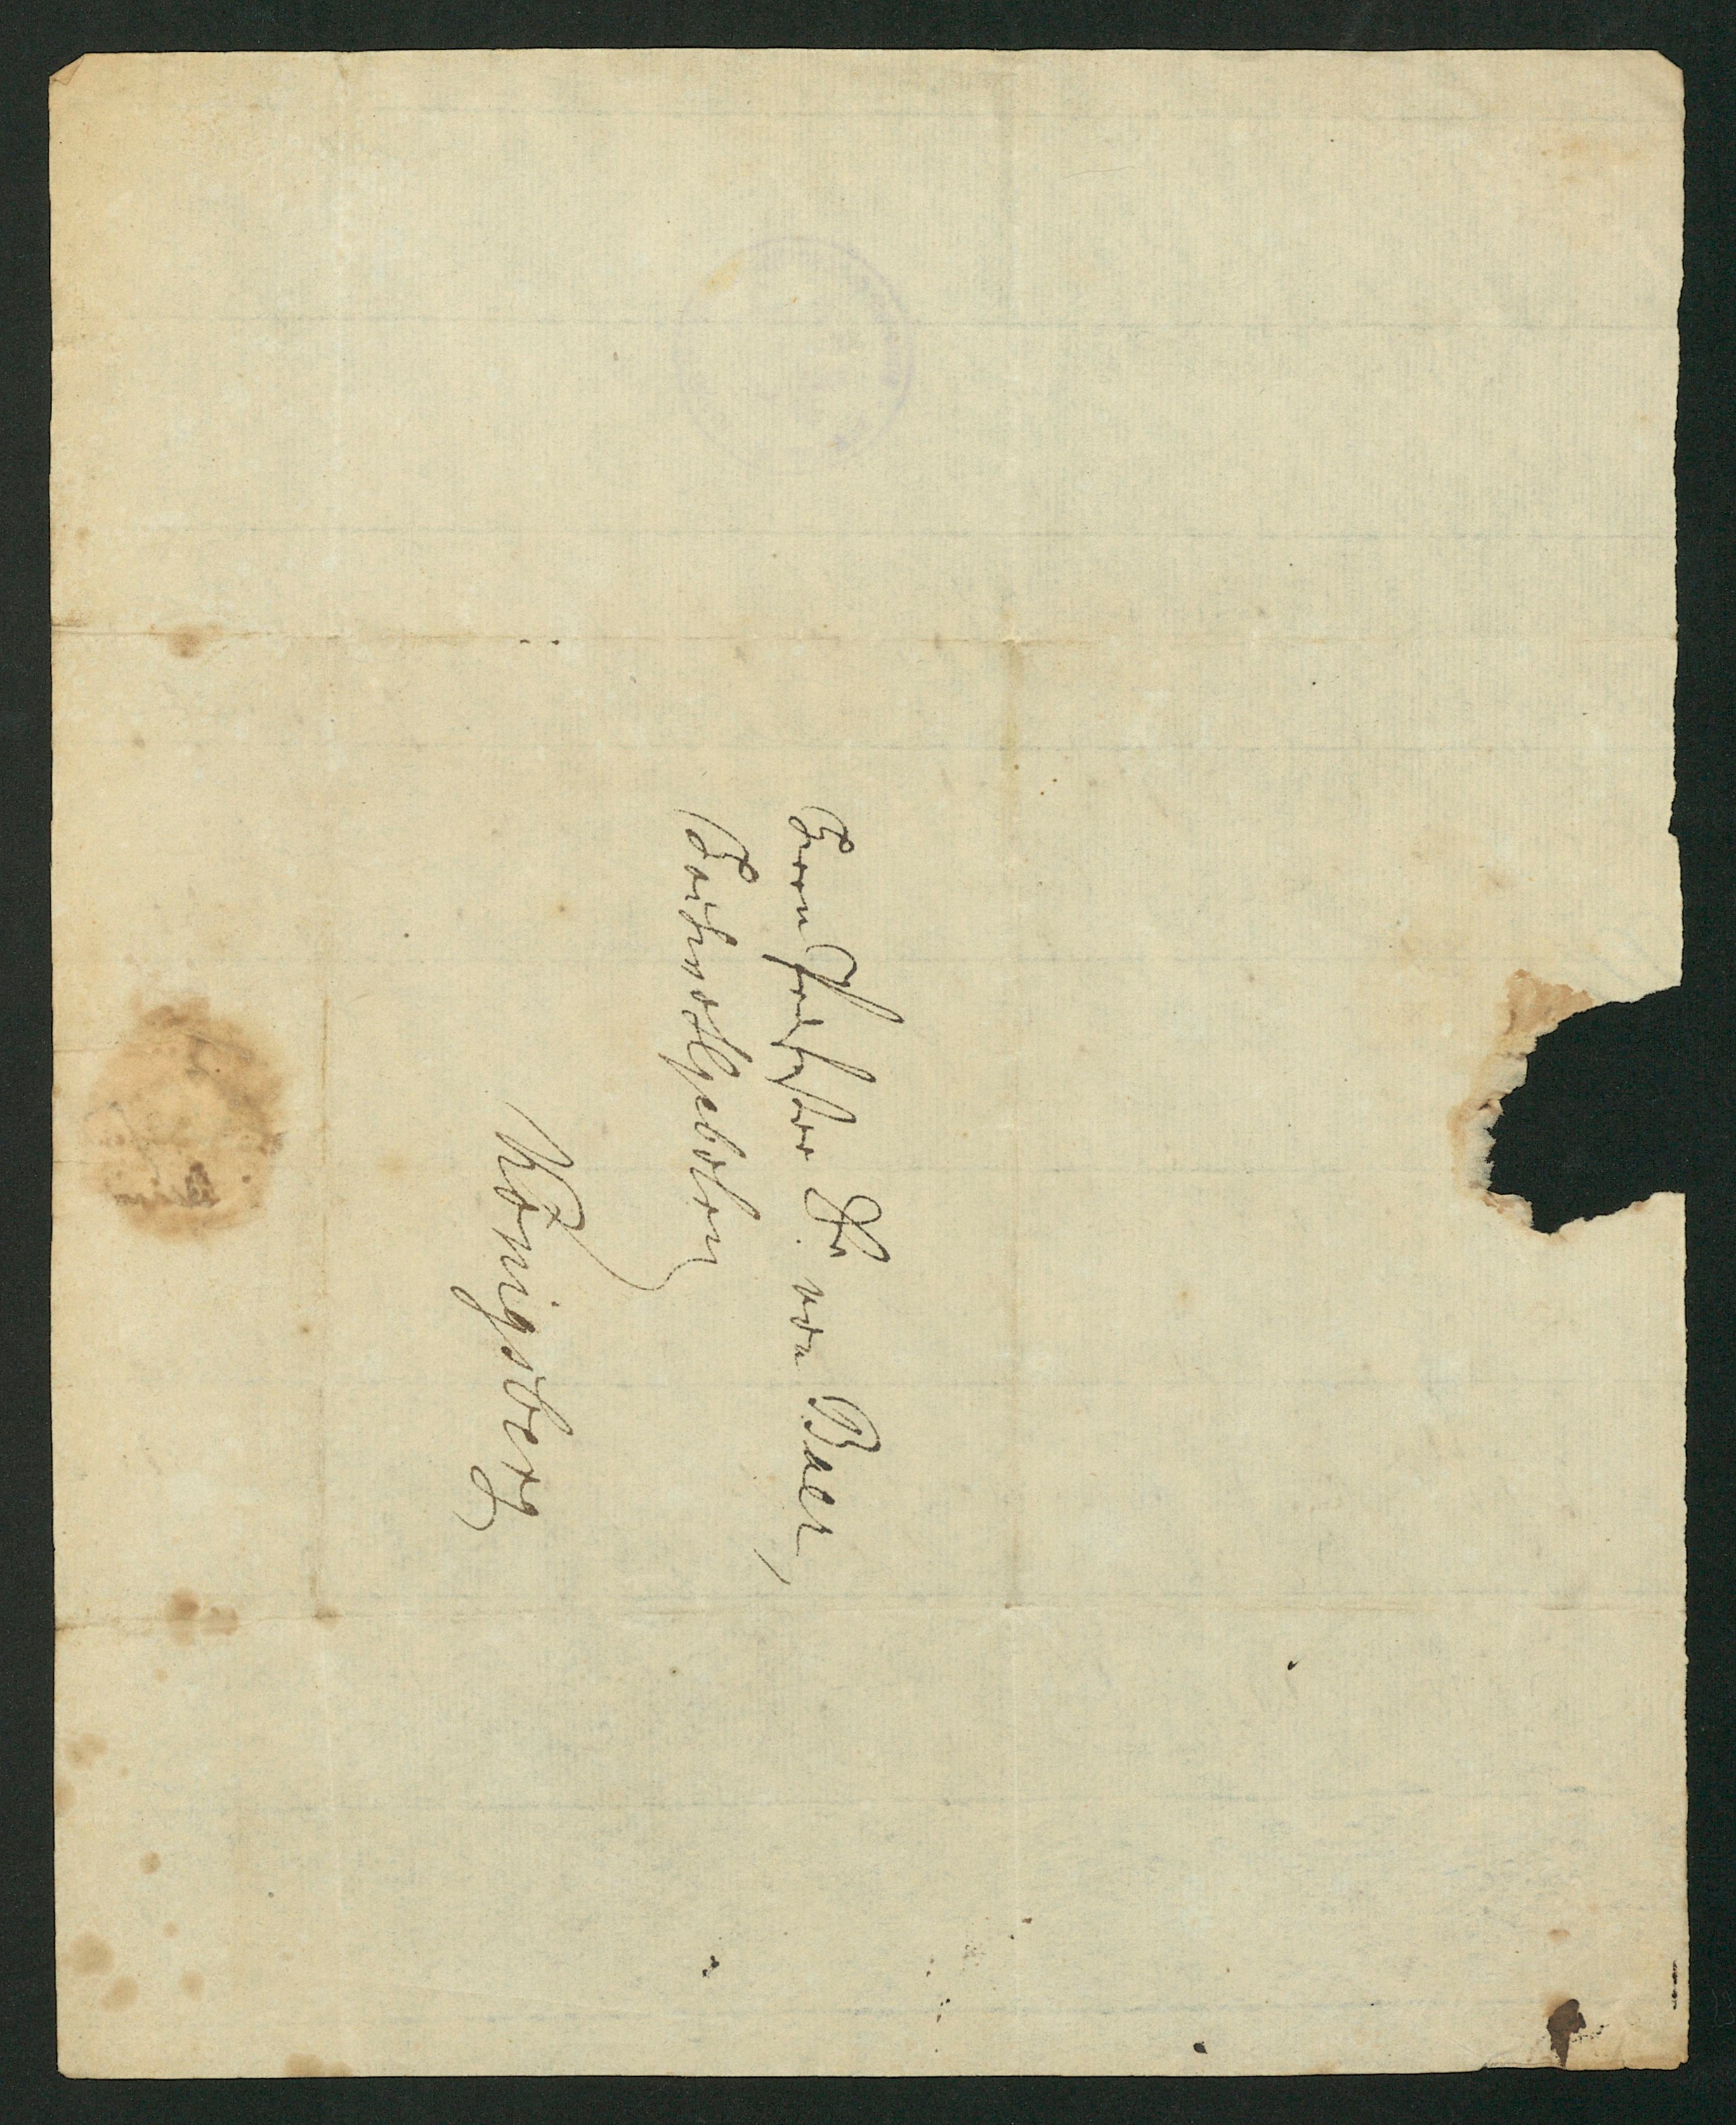 Herrn Professor Dr. von Baer,
Hochwohlgeboren
Königsberg